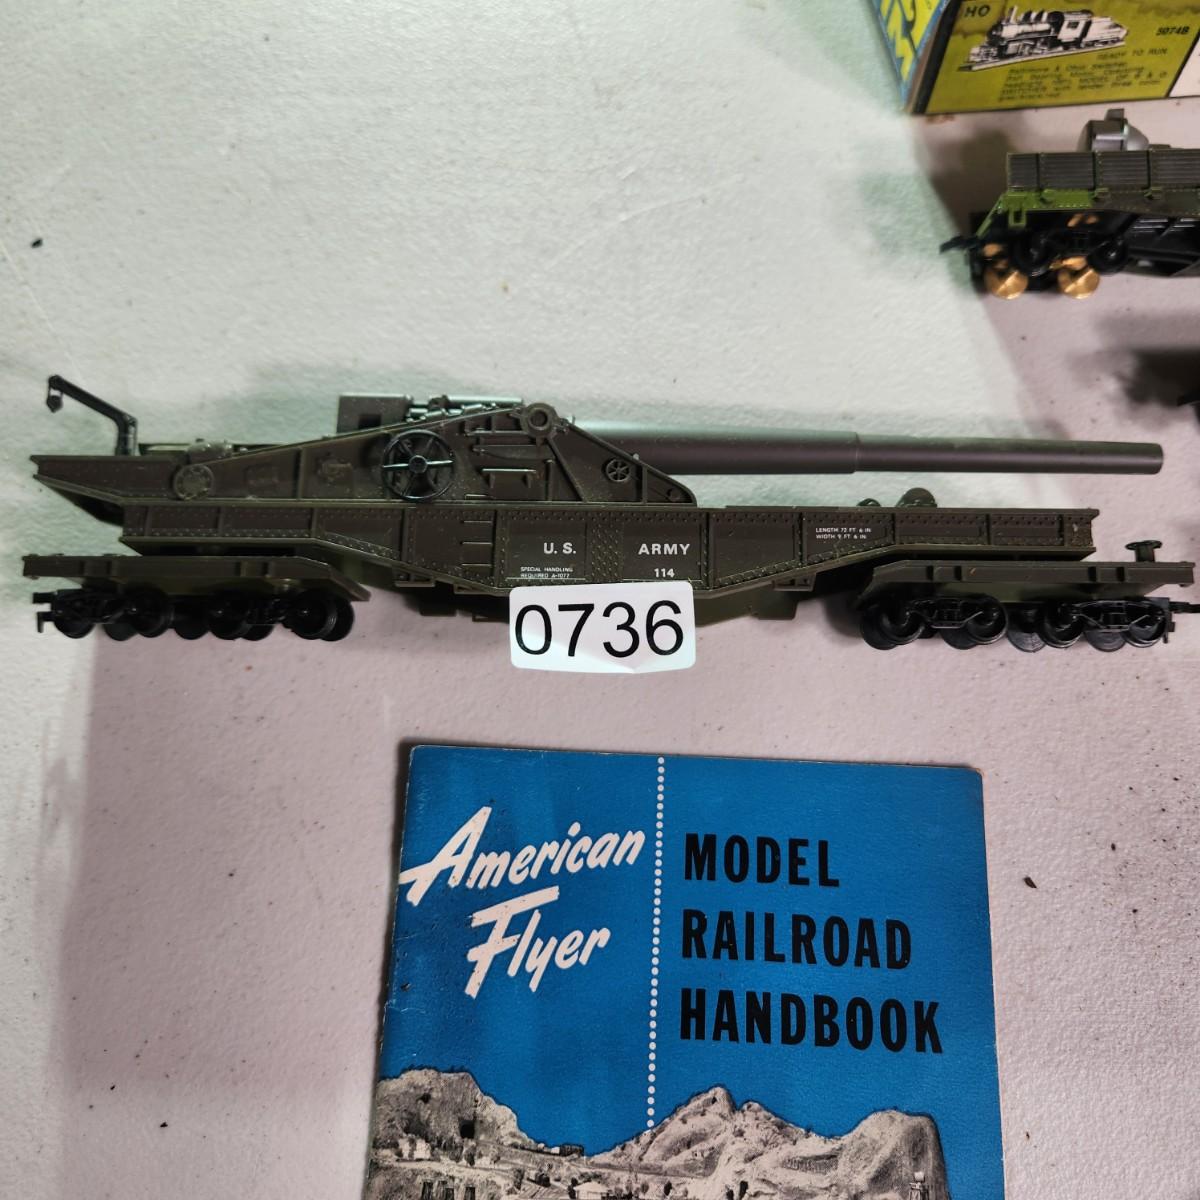 HO
5074B
READY TO RUN
LENGTH 72 FT 6 IN
WIDTH 9 FT 6 IN
U.S. ARMY
SPECIAL HANDLING
REQUIRED A-1077
114
0736
American
Flyer
MODEL
RAILROAD
HANDBOOK